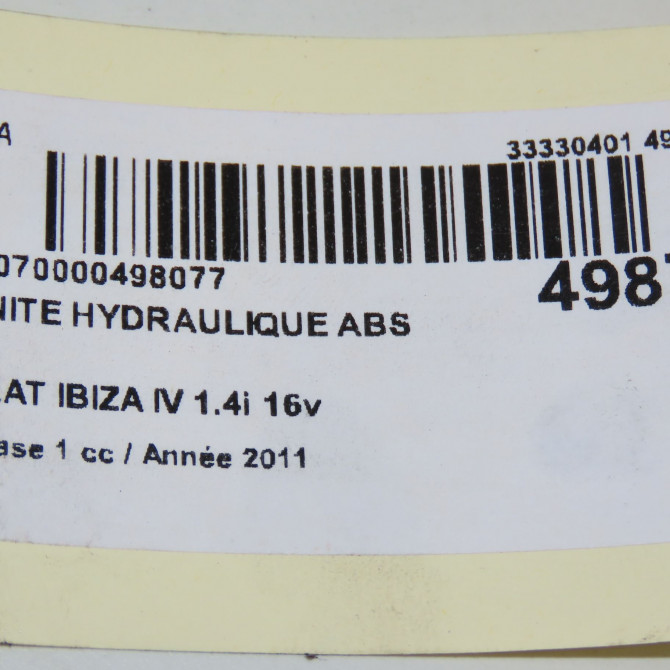 A
33330401 49
070000498077
498
NITE HYDRAULIQUE ABS
AT IBIZA IV 1.4i 16v
ase 1 cc / Année 2011